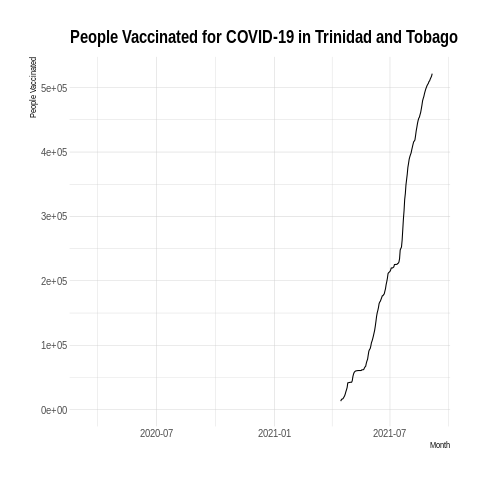 People Vaccinated for COVID-19 in Trinidad and Tobago
People Vaccinated
5e+05
4e+05
3e+05
2e+05
1e+05
0e+00
2020-07 2021-01 2021-07
Month